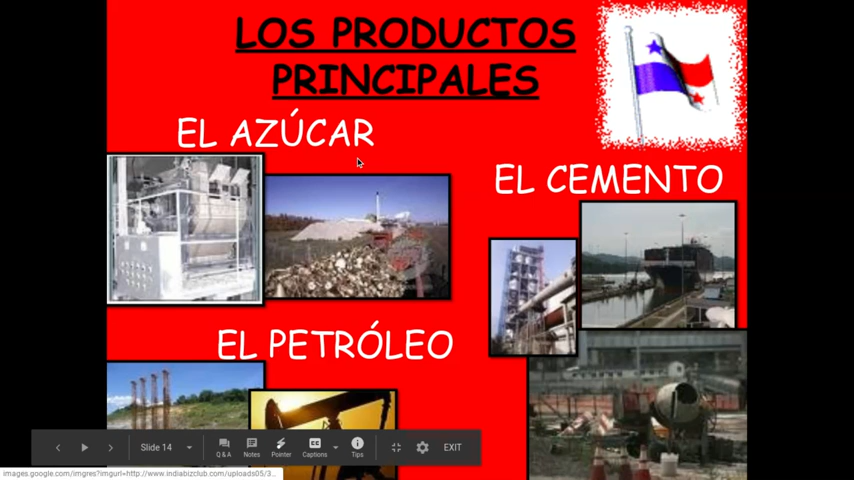 LOS PRODUCTOS
PRINCIPALES
EL AZÚCAR
EL CEMENTO
EL PETRÓLEO
Slide 14
Q & A
Notes
Pointer
CC
Captions
Tips
EXIT
images.google.com/imgres?imgurl=http://www.indiabizclub.com/uploads05/3...